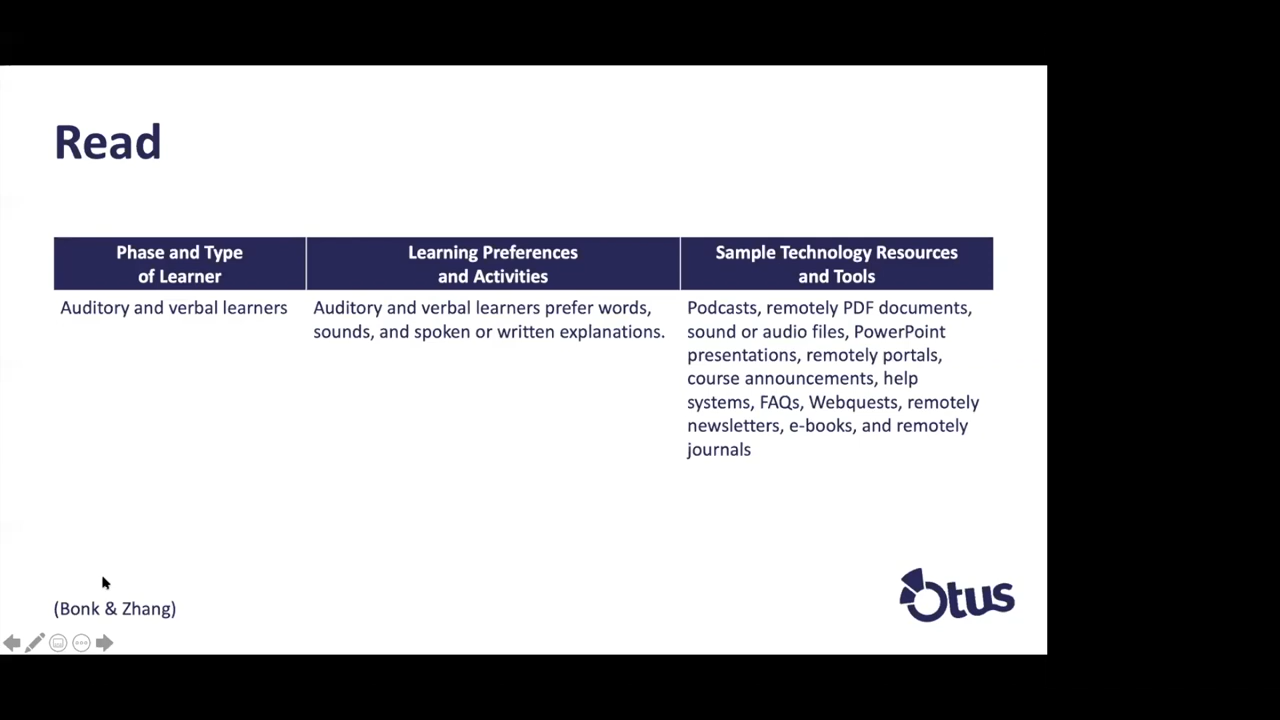 Read
Phase and Type
of Learner
Learning Preferences
and Activities
Sample Technology Resources
and Tools
Auditory and verbal learners
Auditory and verbal learners prefer words,
sounds, and spoken or written explanations.
Podcasts, remotely PDF documents,
sound or audio files, PowerPoint
presentations, remotely portals,
course announcements, help
systems, FAQs, Webquests, remotely
newsletters, e-books, and remotely
journals
(Bonk & Zhang)
Otus